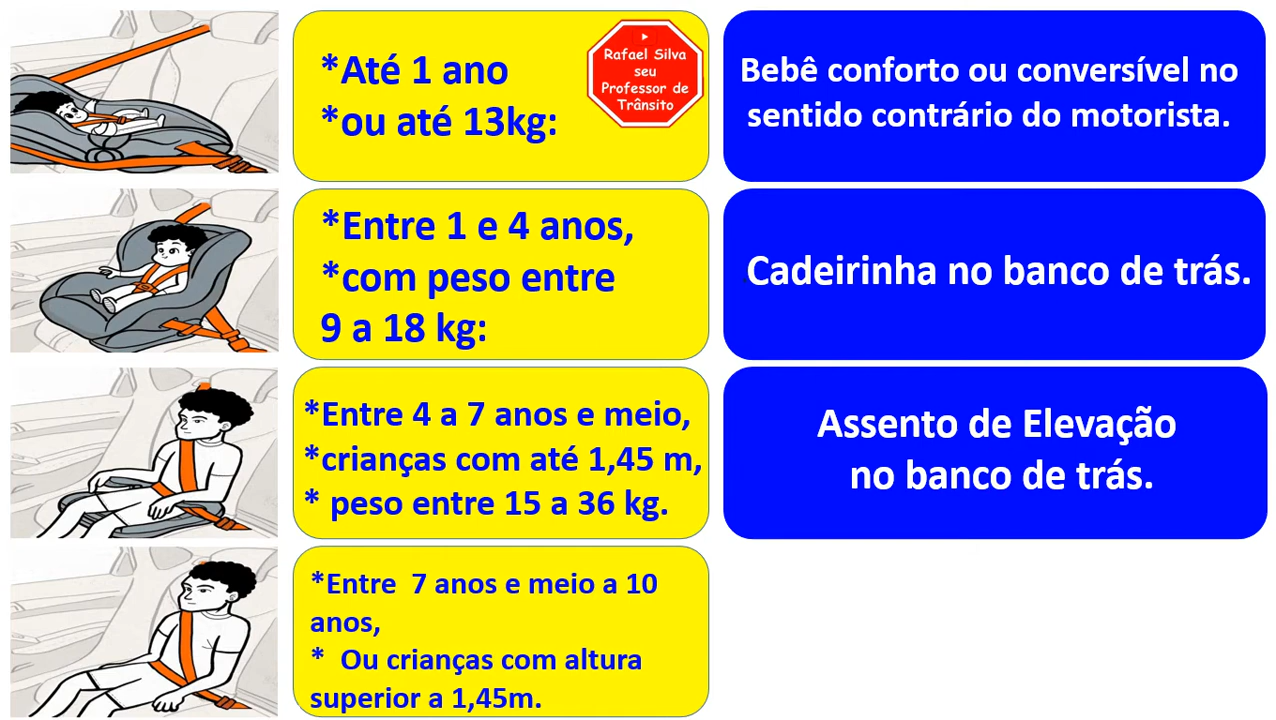 *Até 1 ano
*ou até 13kg:
Rafael Silva
seu
Professor de
Trânsito
Bebê conforto ou conversível no
sentido contrário do motorista.
*Entre 1 e 4 anos,
*com peso entre
9 a 18 kg:
Cadeirinha no banco de trás.
*Entre 4 a 7 anos e meio,
*crianças com até 1,45 m,
* peso entre 15 a 36 kg.
Assento de Elevação
no banco de trás.
*Entre 7 anos e meio a 10
anos,
* Ou crianças com altura
superior a 1,45m.